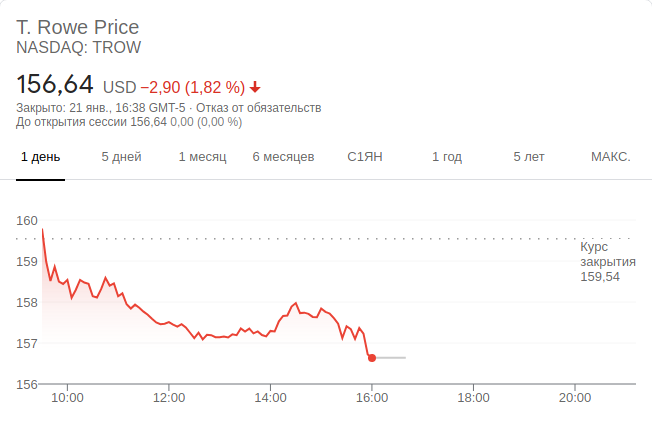 T. Rowe Price
NASDAQ: TROW
156,64 USD −2,90 (1,82 %)
Закрыто: 21 янв., 16:38 GMT-5 · Отказ от обязательств
До открытия сессии 156,64 0,00 (0,00 %)
1 день 5 дней 1 месяц 6 месяцев С1ЯН 1 год 5 лет МАКС.
160
159
158
157
156
Курс
закрытия
159,54
10:00 12:00 14:00 16:00 18:00 20:00